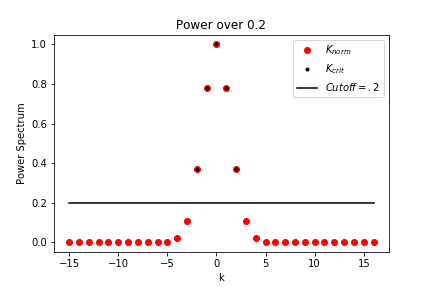 Power over 0.2
1.0
0.8
0.6
0.4
0.2
0.0
Power Spectrum
−15
−10
−5
0
5
10
15
k
K_norm
K_crit
Cutoff = .2